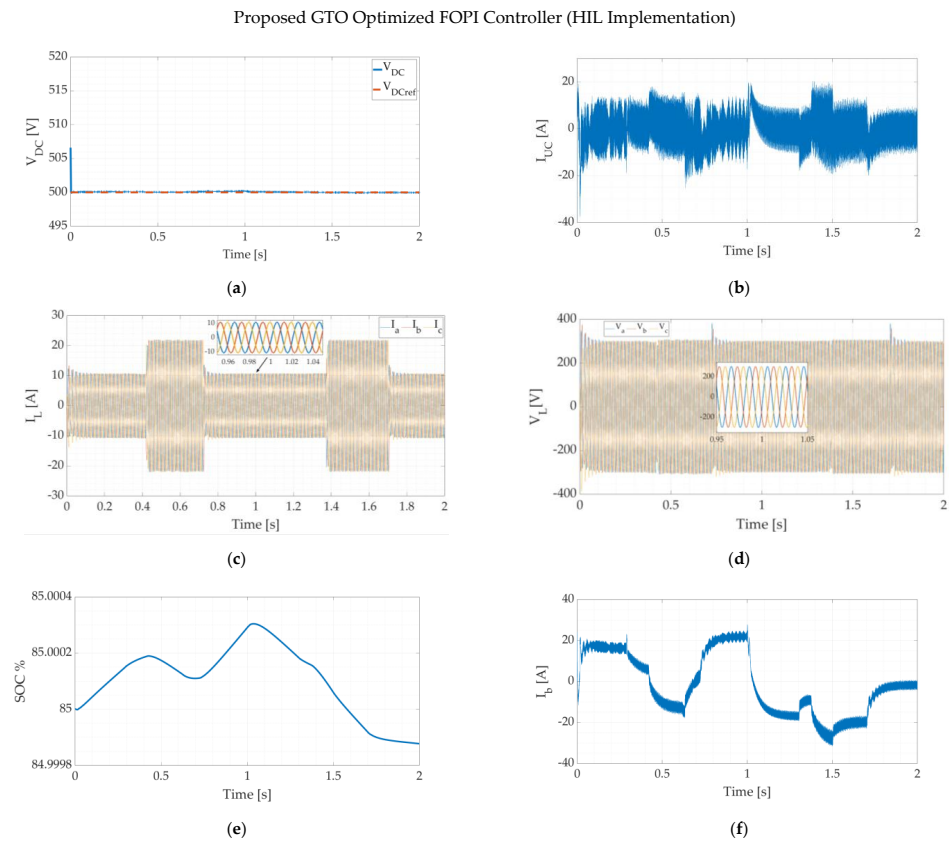 Proposed GTO Optimized FOPI Controller (HIL Implementation)
520
515
510
505
500
495
V_DC [V]
V_DC
V_DCref
0 0.5 1 1.5 2
Time [s]
(a)
40
20
0
-20
-40
I_UC [A]
0 0.5 1 1.5 2
Time [s]
(b)
30
20
10
0
-10
-20
-30
I_L [A]
I_a I_b I_c
10
0
-10
0.96 0.98 1 1.02 1.04
0 0.2 0.4 0.6 0.8 1 1.2 1.4 1.6 1.8 2
Time [s]
(c)
400
200
0
-200
-400
V_L [V]
V_a V_b V_c
200
0
-200
0.95 1 1.05
0 0.5 1 1.5 2
Time [s]
(d)
85.0004
85.0002
85
84.9998
SOC %
0 0.5 1 1.5 2
Time [s]
(e)
40
20
0
-20
-40
I_b [A]
0 0.5 1 1.5 2
Time [s]
(f)